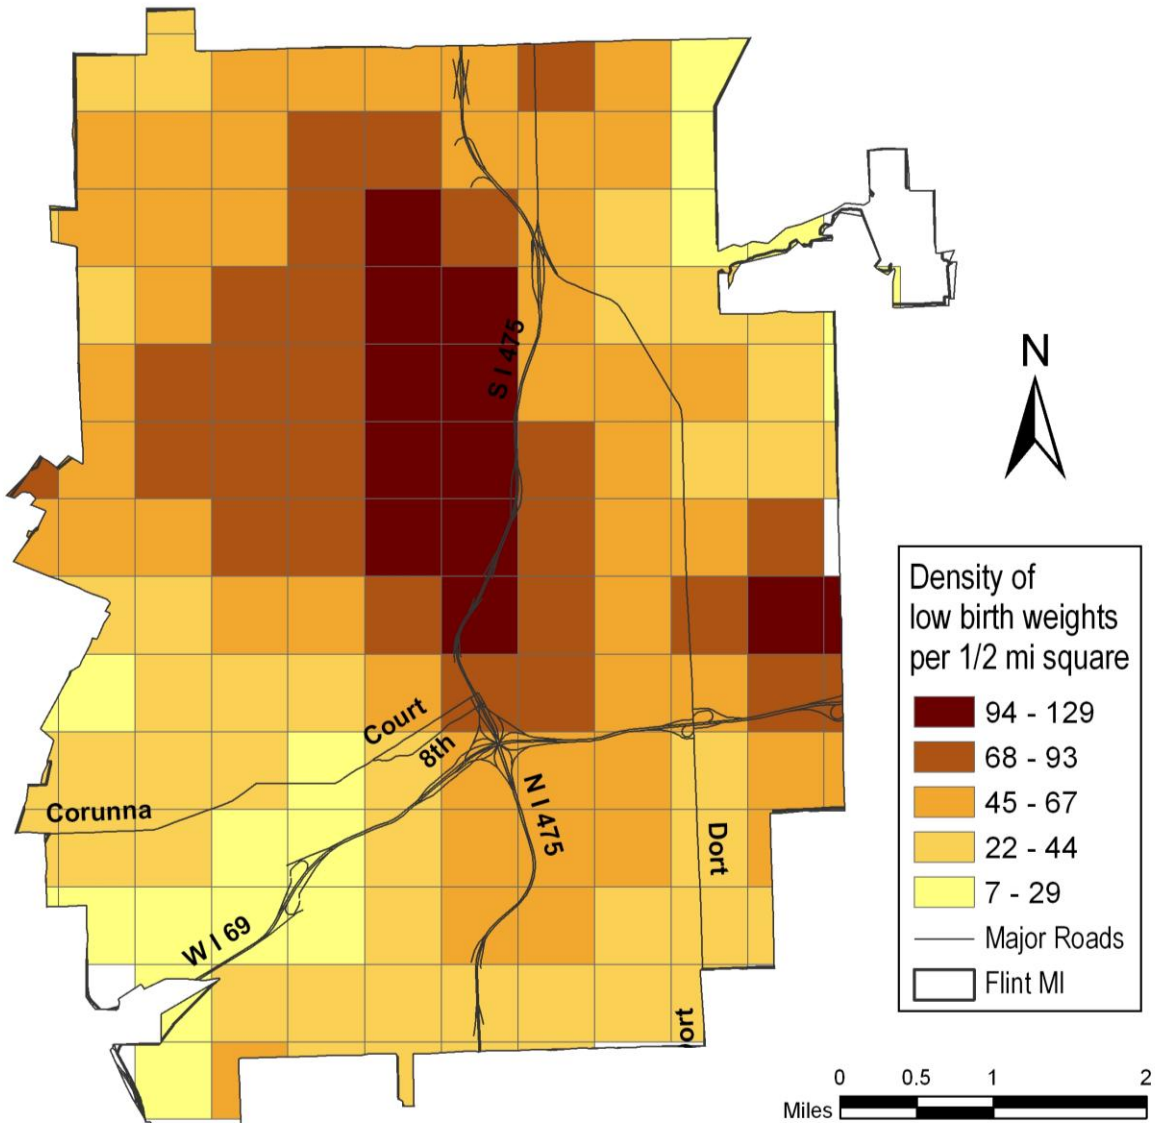 N
S I 475
Density of
low birth weights
per 1/2 mi square
94 - 129
68 - 93
45 - 67
22 - 44
7 - 29
Major Roads
Flint MI
Court
8th
Corunna
N I 475
Dort
W I 69
ort
0 0.5 1 2
Miles